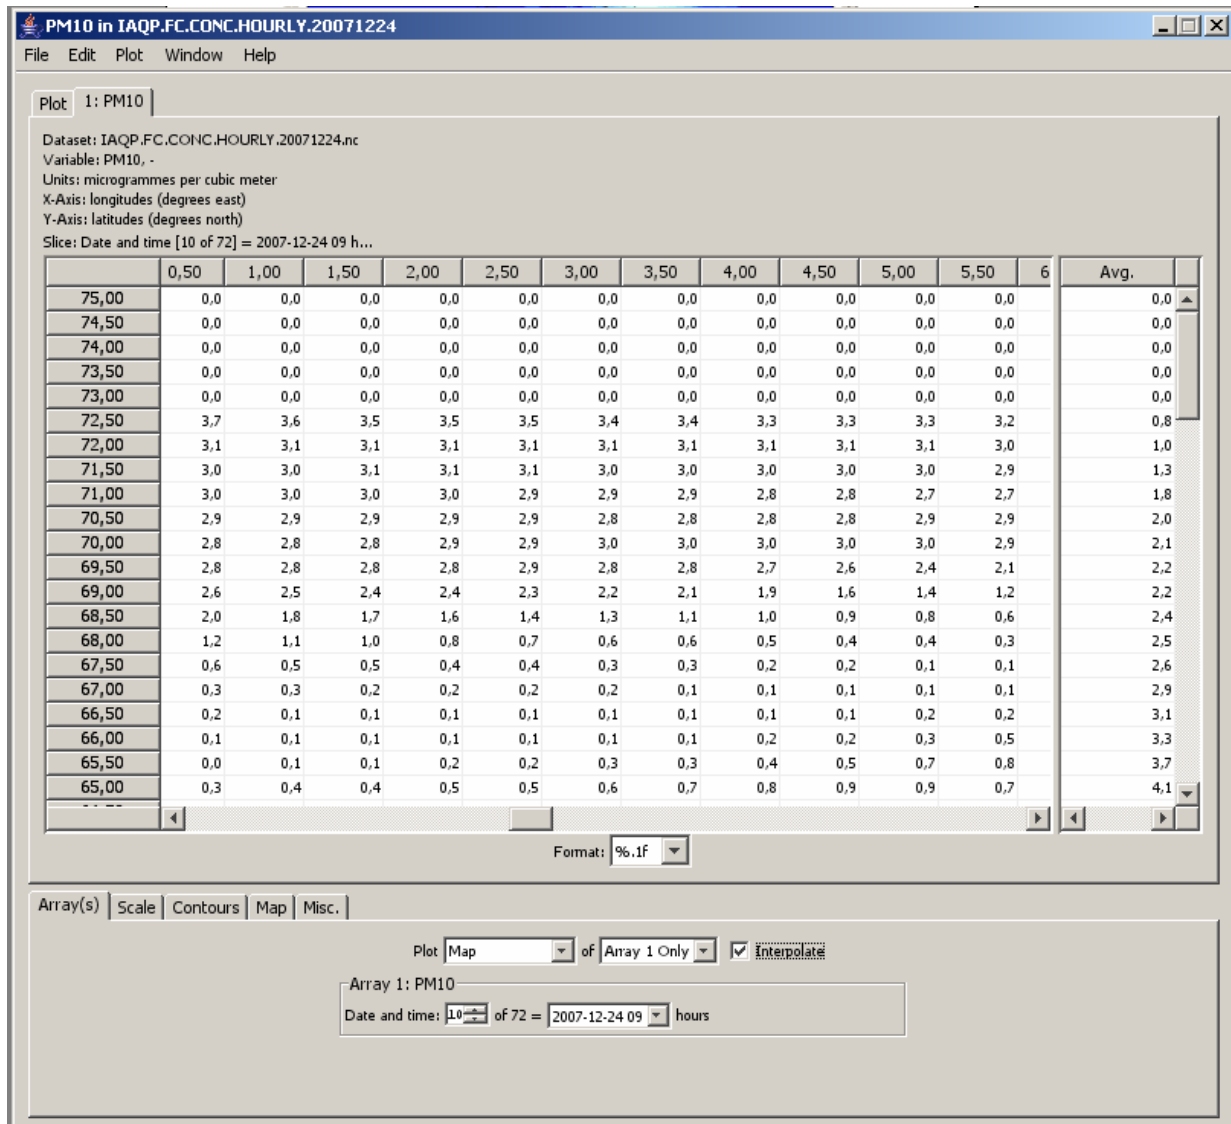 PM10 in IAQP.FC.CONC.HOURLY.20071224
File Edit Plot Window Help
Plot 1: PM10
Dataset: IAQP.FC.CONC.HOURLY.20071224.nc
Variable: PM10, -
Units: microgrammes per cubic meter
X-Axis: longitudes (degrees east)
Y-Axis: latitudes (degrees north)
Slice: Date and time [10 of 72] = 2007-12-24 09 h...
0,50 1,00 1,50 2,00 2,50 3,00 3,50 4,00 4,50 5,00 5,50 6 Avg.
75,00 0,0 0,0 0,0 0,0 0,0 0,0 0,0 0,0 0,0 0,0 0,0 0,0
74,50 0,0 0,0 0,0 0,0 0,0 0,0 0,0 0,0 0,0 0,0 0,0 0,0
74,00 0,0 0,0 0,0 0,0 0,0 0,0 0,0 0,0 0,0 0,0 0,0 0,0
73,50 0,0 0,0 0,0 0,0 0,0 0,0 0,0 0,0 0,0 0,0 0,0 0,0
73,00 0,0 0,0 0,0 0,0 0,0 0,0 0,0 0,0 0,0 0,0 0,0 0,0
72,50 3,7 3,6 3,5 3,5 3,5 3,4 3,4 3,3 3,3 3,3 3,2 0,8
72,00 3,1 3,1 3,1 3,1 3,1 3,1 3,1 3,1 3,1 3,1 3,0 1,0
71,50 3,0 3,0 3,1 3,1 3,1 3,0 3,0 3,0 3,0 3,0 2,9 1,3
71,00 3,0 3,0 3,0 3,0 2,9 2,9 2,9 2,8 2,8 2,7 2,7 1,8
70,50 2,9 2,9 2,9 2,9 2,9 2,8 2,8 2,8 2,8 2,9 2,9 2,0
70,00 2,8 2,8 2,8 2,9 2,9 3,0 3,0 3,0 3,0 3,0 2,9 2,1
69,50 2,8 2,8 2,8 2,8 2,9 2,8 2,8 2,7 2,6 2,4 2,1 2,2
69,00 2,6 2,5 2,4 2,4 2,3 2,2 2,1 1,9 1,6 1,4 1,2 2,2
68,50 2,0 1,8 1,7 1,6 1,4 1,3 1,1 1,0 0,9 0,8 0,6 2,4
68,00 1,2 1,1 1,0 0,8 0,7 0,6 0,6 0,5 0,4 0,4 0,3 2,5
67,50 0,6 0,5 0,5 0,4 0,4 0,3 0,3 0,2 0,2 0,1 0,1 2,6
67,00 0,3 0,3 0,2 0,2 0,2 0,2 0,1 0,1 0,1 0,1 0,1 2,9
66,50 0,2 0,1 0,1 0,1 0,1 0,1 0,1 0,1 0,1 0,2 0,2 3,1
66,00 0,1 0,1 0,1 0,1 0,1 0,1 0,1 0,2 0,2 0,3 0,5 3,3
65,50 0,0 0,1 0,1 0,2 0,2 0,3 0,3 0,4 0,5 0,7 0,8 3,7
65,00 0,3 0,4 0,4 0,5 0,5 0,6 0,7 0,8 0,9 0,9 0,7 4,1
Format: %.1f
Array(s) Scale Contours Map Misc.
Plot Map of Array 1 Only Interpolate
Array 1: PM10
Date and time: 10 of 72 = 2007-12-24 09 hours